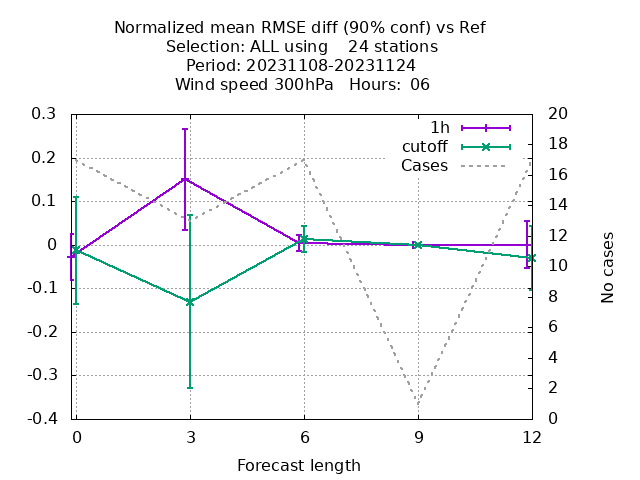 Normalized mean RMSE diff (90% conf) vs Ref
Selection: ALL using    24 stations
Period: 20231108-20231124
Wind speed 300hPa   Hours:  06
1h
cutoff
Cases
0.3
0.2
0.1
0
-0.1
-0.2
-0.3
-0.4
20
18
16
14
12
10
8
6
4
2
0
No cases
0 3 6 9 12
Forecast length